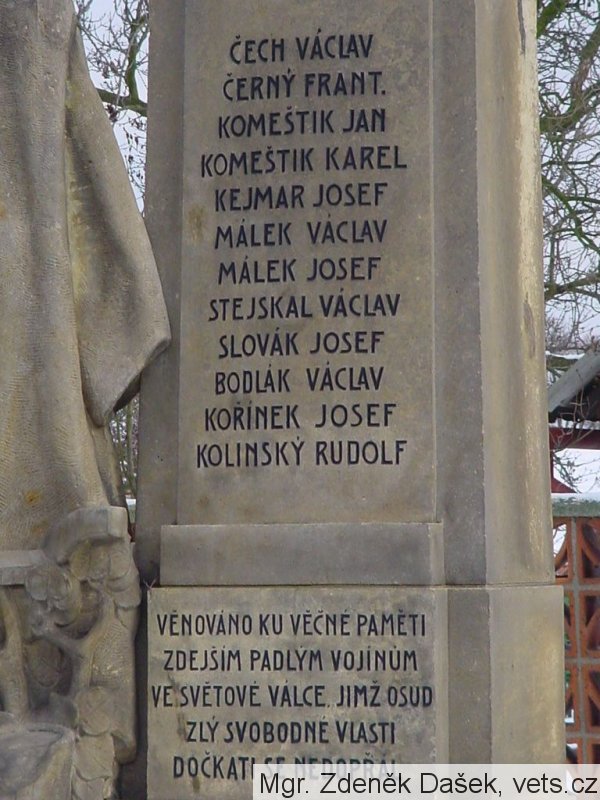 ČECH VÁCLAV
ČERNÝ FRANT.
KOMEŠTIK JAN
KOMEŠTIK KAREL
KEJMAR JOSEF
MÁLEK VÁCLAV
MÁLEK JOSEF
STEJSKAL VÁCLAV
SLOVÁK JOSEF
BODLÁK VÁCLAV
KOŘÍNEK JOSEF
KOLINSKÝ RUDOLF
VĚNOVÁNO KU VĚČNÉ PAMĚTI
ZDEJŠÍM PADLÝM VOJÍNŮM
VE SVĚTOVÉ VÁLCE, JIMŽ OSUD
ZLÝ SVOBODNÉ VLASTI
DOČKATI SE NEDOPŘÁL
Mgr. Zdeněk Dašek, vets.cz